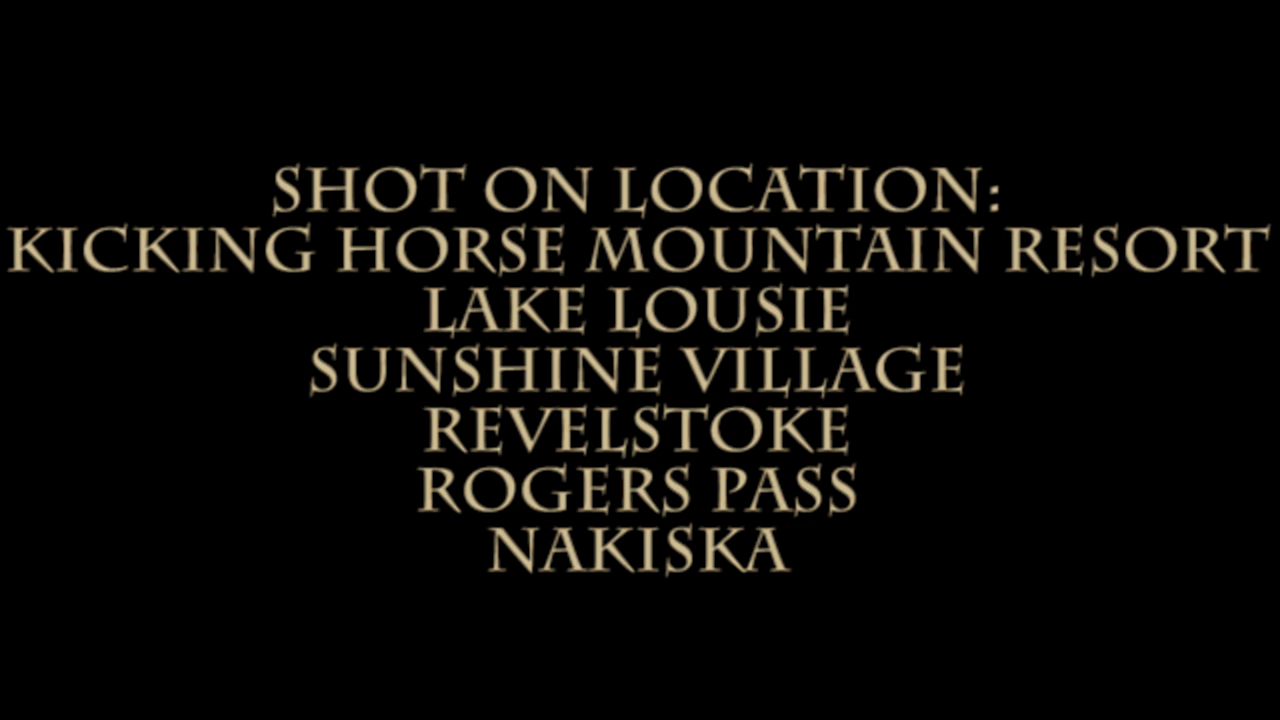 SHOT ON LOCATION:
KICKING HORSE MOUNTAIN RESORT
LAKE LOUSIE
SUNSHINE VILLAGE
REVELSTOKE
ROGERS PASS
NAKISKA